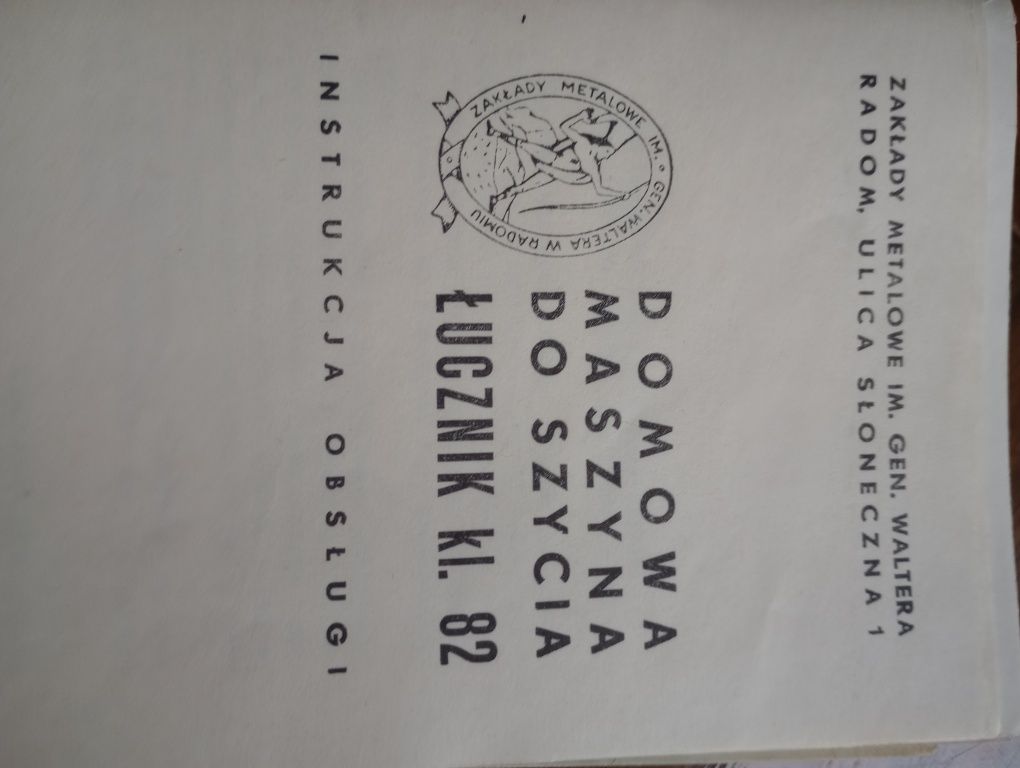 ZAKŁADY METALOWE IM. GEN. WALTERA
RADOM, ULICA SŁONECZNA 1
ZAKŁADY METALOWE IM. GEN. WALTERA W RADOMIU
DOMOWA
MASZYNA
DO SZYCIA
ŁUCZNIK kl. 82
INSTRUKCJA OBSŁUGI